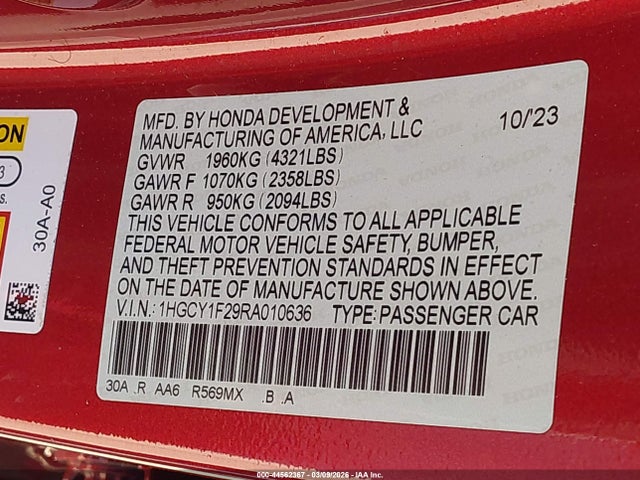 MFD. BY HONDA DEVELOPMENT &
MANUFACTURING OF AMERICA, LLC 10/23
GVWR 1960KG (4321LBS)
GAWR F 1070KG (2358LBS)
GAWR R 950KG (2094LBS)
THIS VEHICLE CONFORMS TO ALL APPLICABLE
FEDERAL MOTOR VEHICLE SAFETY, BUMPER,
AND THEFT PREVENTION STANDARDS IN EFFECT
ON THE DATE OF MANUFACTURE SHOWN ABOVE.
V.I.N.: 1HGCY1F29RA010636 TYPE: PASSENGER CAR
30A .R AA6 R569MX .B .A
30A-A0
ON
3
s.
000-44562367 - 03/09/2026 - IAA Inc.